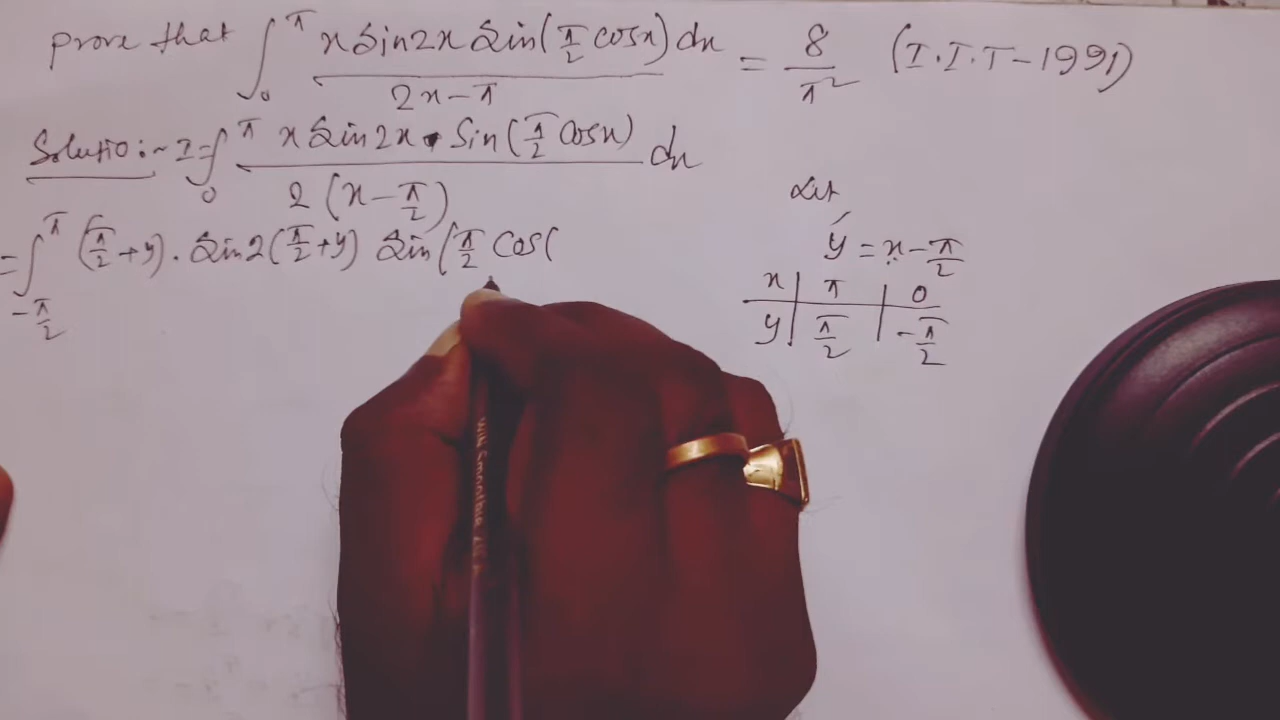 prove that ∫₀^π x sin2x sin(π/2 cosx) dx / 2x-π = 8/π² (I.I.T-1991)
Solutio:~ I=∫₀^π x sin2x . sin(π/2 cosx) / 2(x-π/2) dx
Let
y = x-π/2
x | π | 0
y | π/2 | -π/2
=∫_{-π/2}^π (π/2+y). sin2(π/2+y) sin(π/2 cos(